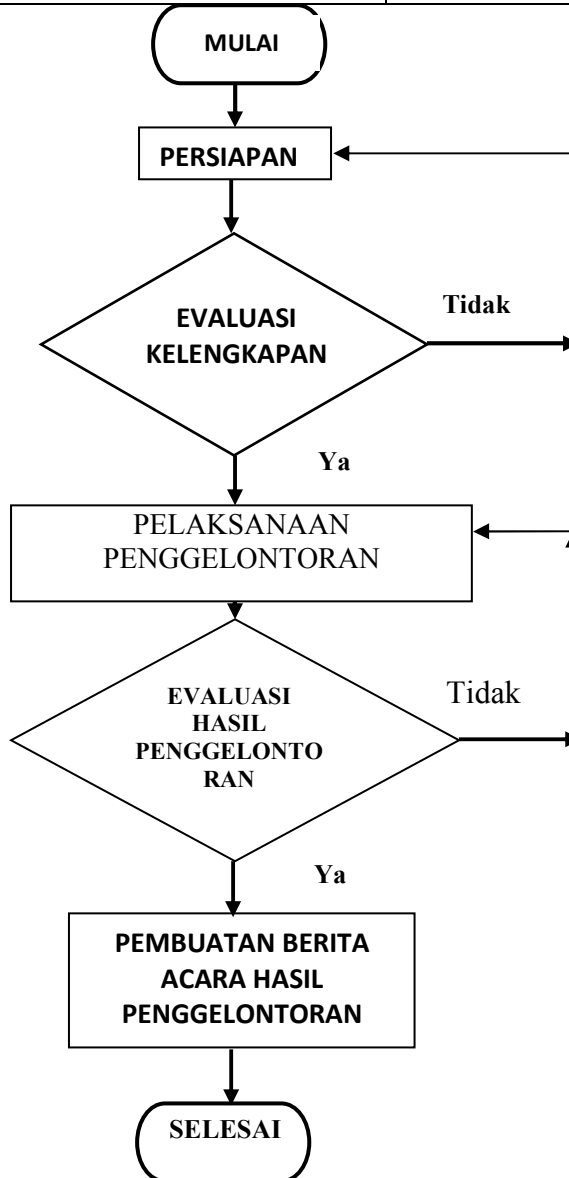 MULAI
PERSIAPAN
EVALUASI
KELENGKAPAN
Tidak
Ya
PELAKSANAAN
PENGGELONTORAN
EVALUASI
HASIL
PENGGELONTO
RAN
Tidak
Ya
PEMBUATAN BERITA
ACARA HASIL
PENGGELONTORAN
SELESAI